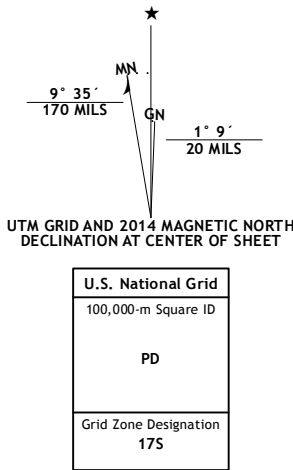 MN
9° 35´
170 MILS
GN
1° 9´
20 MILS
UTM GRID AND 2014 MAGNETIC NORTH
DECLINATION AT CENTER OF SHEET
U.S. National Grid
100,000-m Square ID
PD
Grid Zone Designation
17S